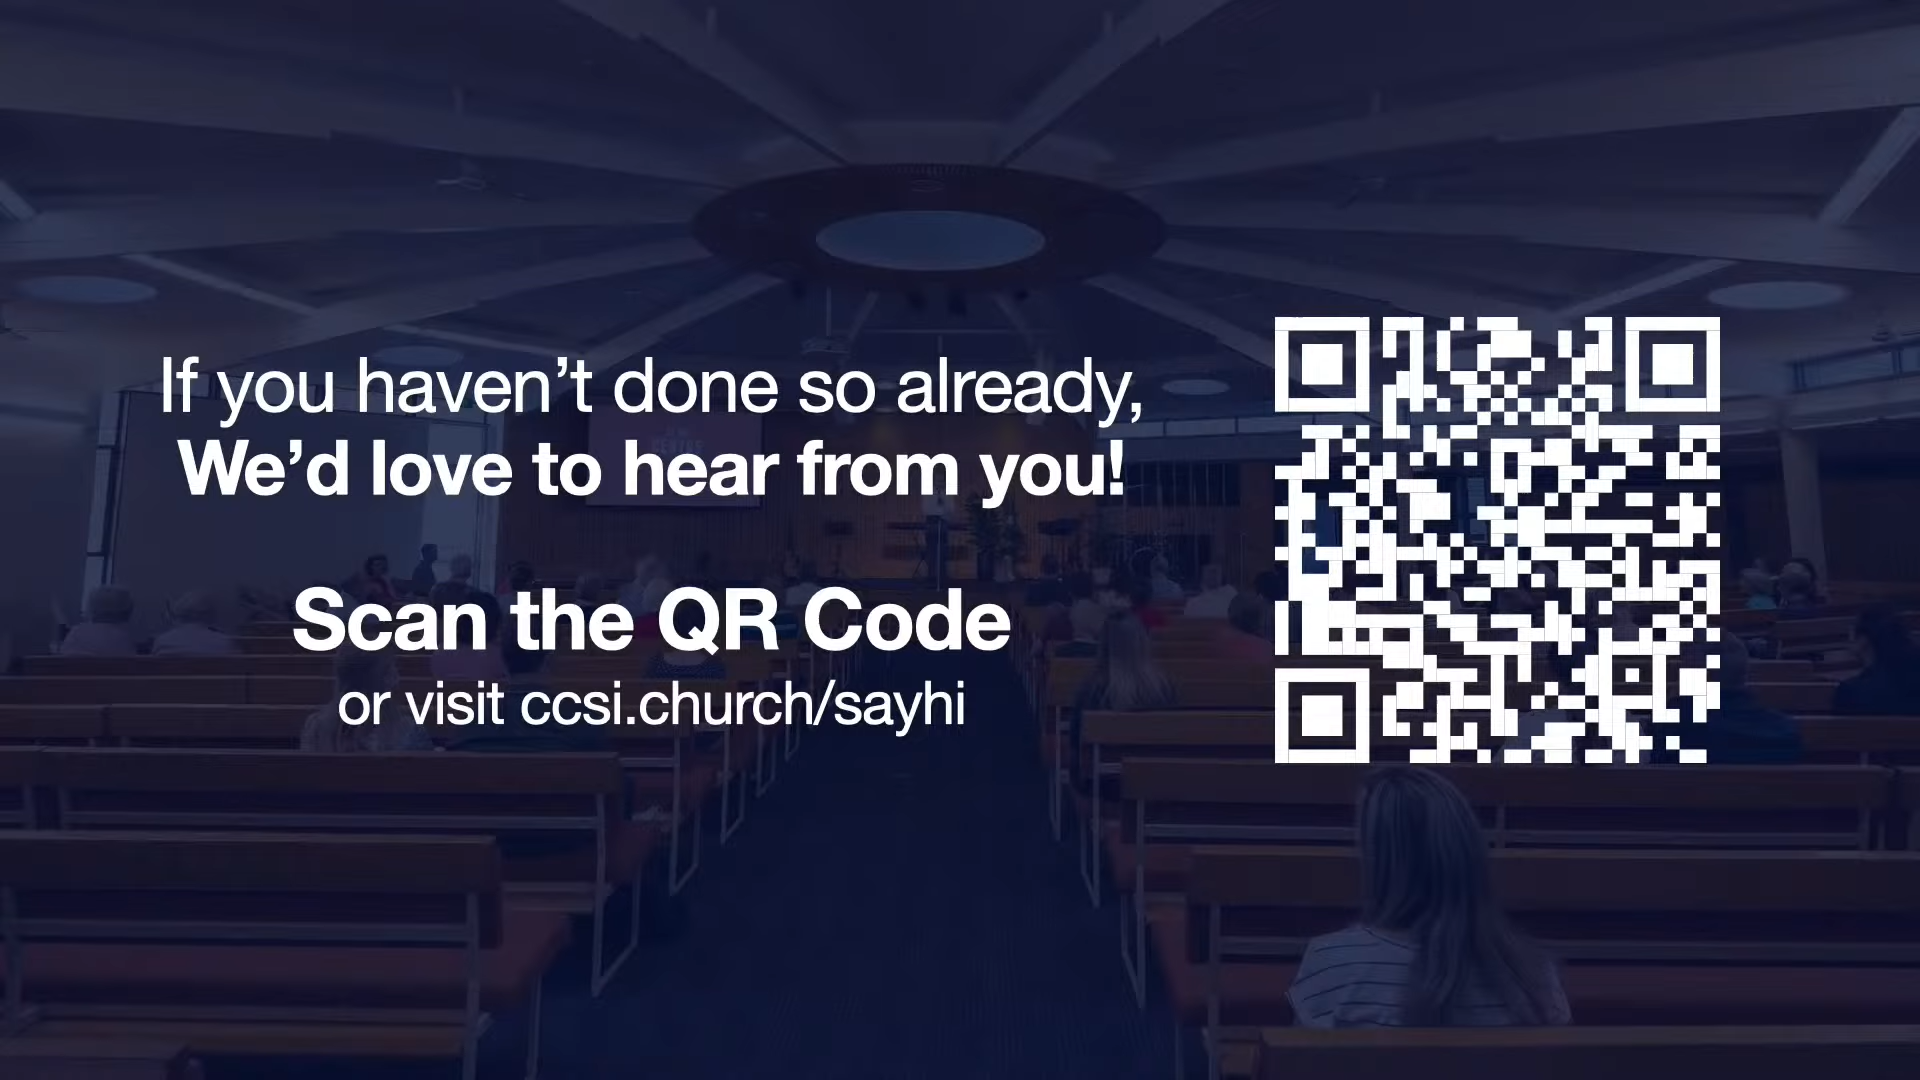 If you haven’t done so already,
We’d love to hear from you!
Scan the QR Code
or visit ccsi.church/sayhi